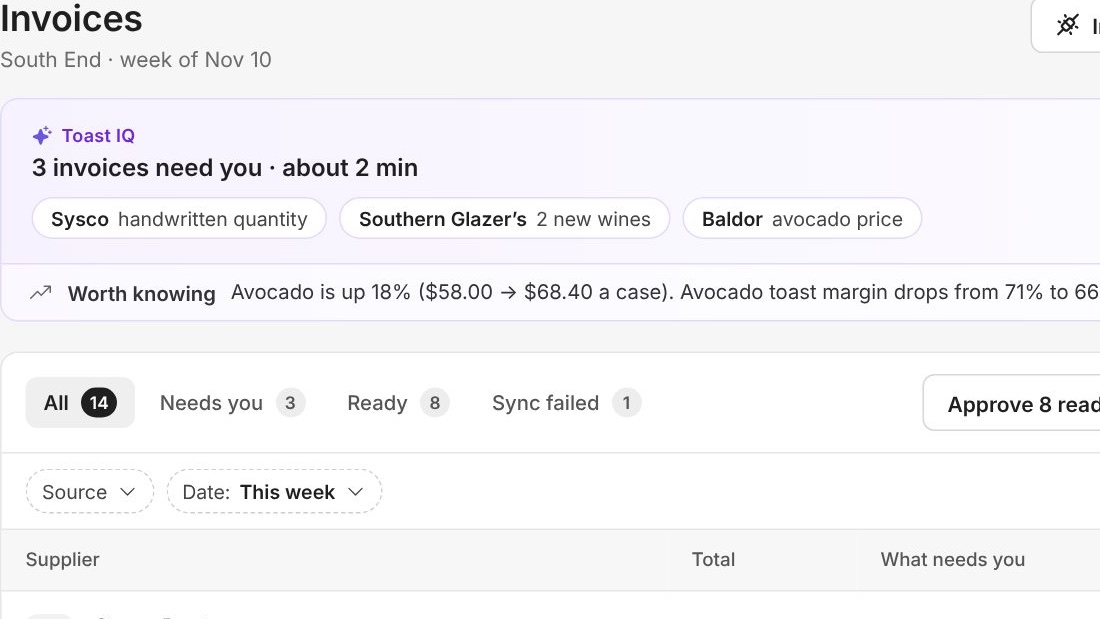 Invoices
South End · week of Nov 10
Toast IQ
3 invoices need you · about 2 min
Sysco handwritten quantity
Southern Glazer’s 2 new wines
Baldor avocado price
Worth knowing Avocado is up 18% ($58.00 → $68.40 a case). Avocado toast margin drops from 71% to 66
All 14
Needs you 3
Ready 8
Sync failed 1
Approve 8 read
Source
Date: This week
Supplier
Total
What needs you